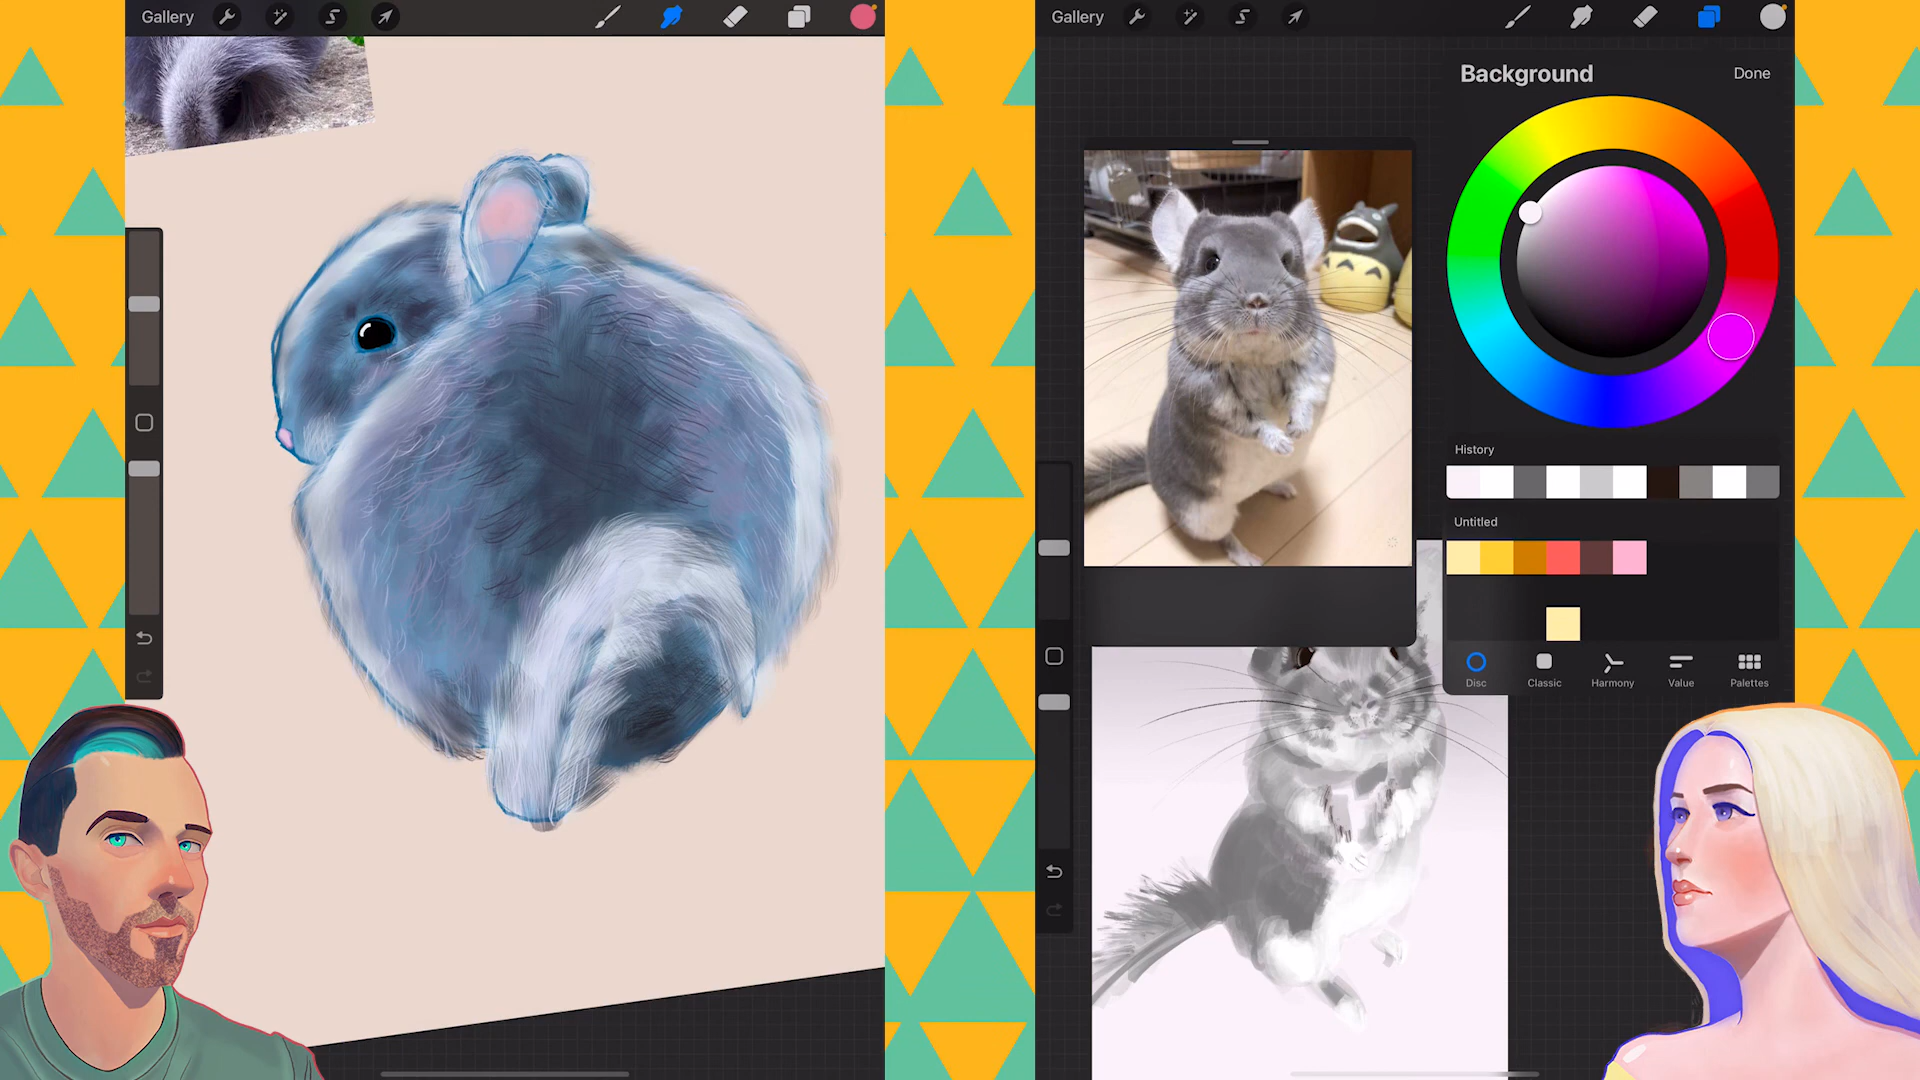 Gallery
Gallery
Background
Done
History
Untitled
Disc
Classic
Harmony
Value
Palettes